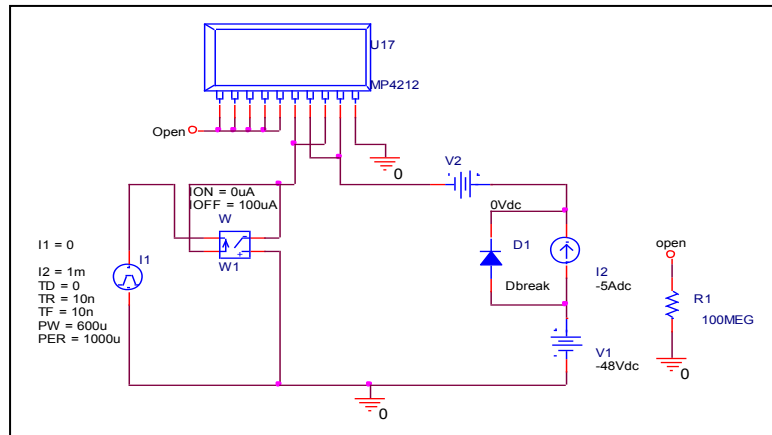 U17
MP4212
Open
0
V2
ION = 0uA
IOFF = 100uA
W
W1
0Vdc
D1
Dbreak
I2
-5Adc
open
R1
100MEG
0
I1 = 0
I1
I2 = 1m
TD = 0
TR = 10n
TF = 10n
PW = 600u
PER = 1000u
V1
-48Vdc
0